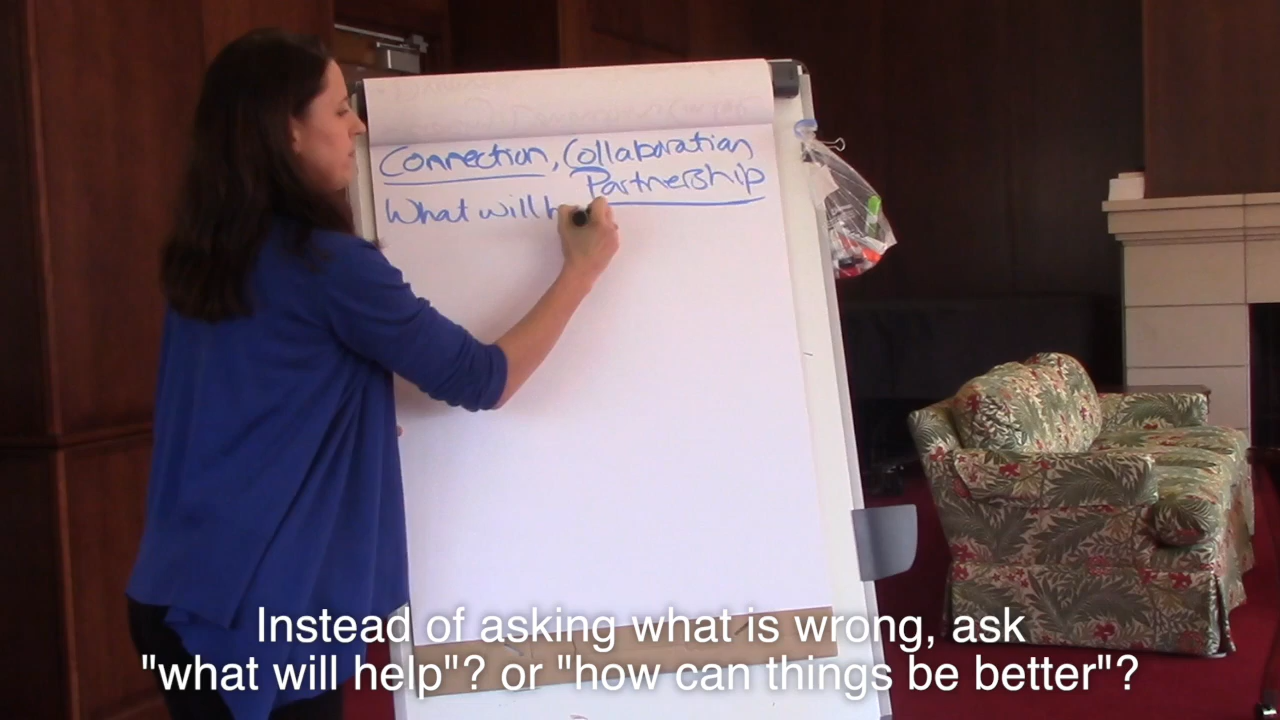 Connection, Collaboration
Partnership
What will h
Instead of asking what is wrong, ask
"what will help"? or "how can things be better"?